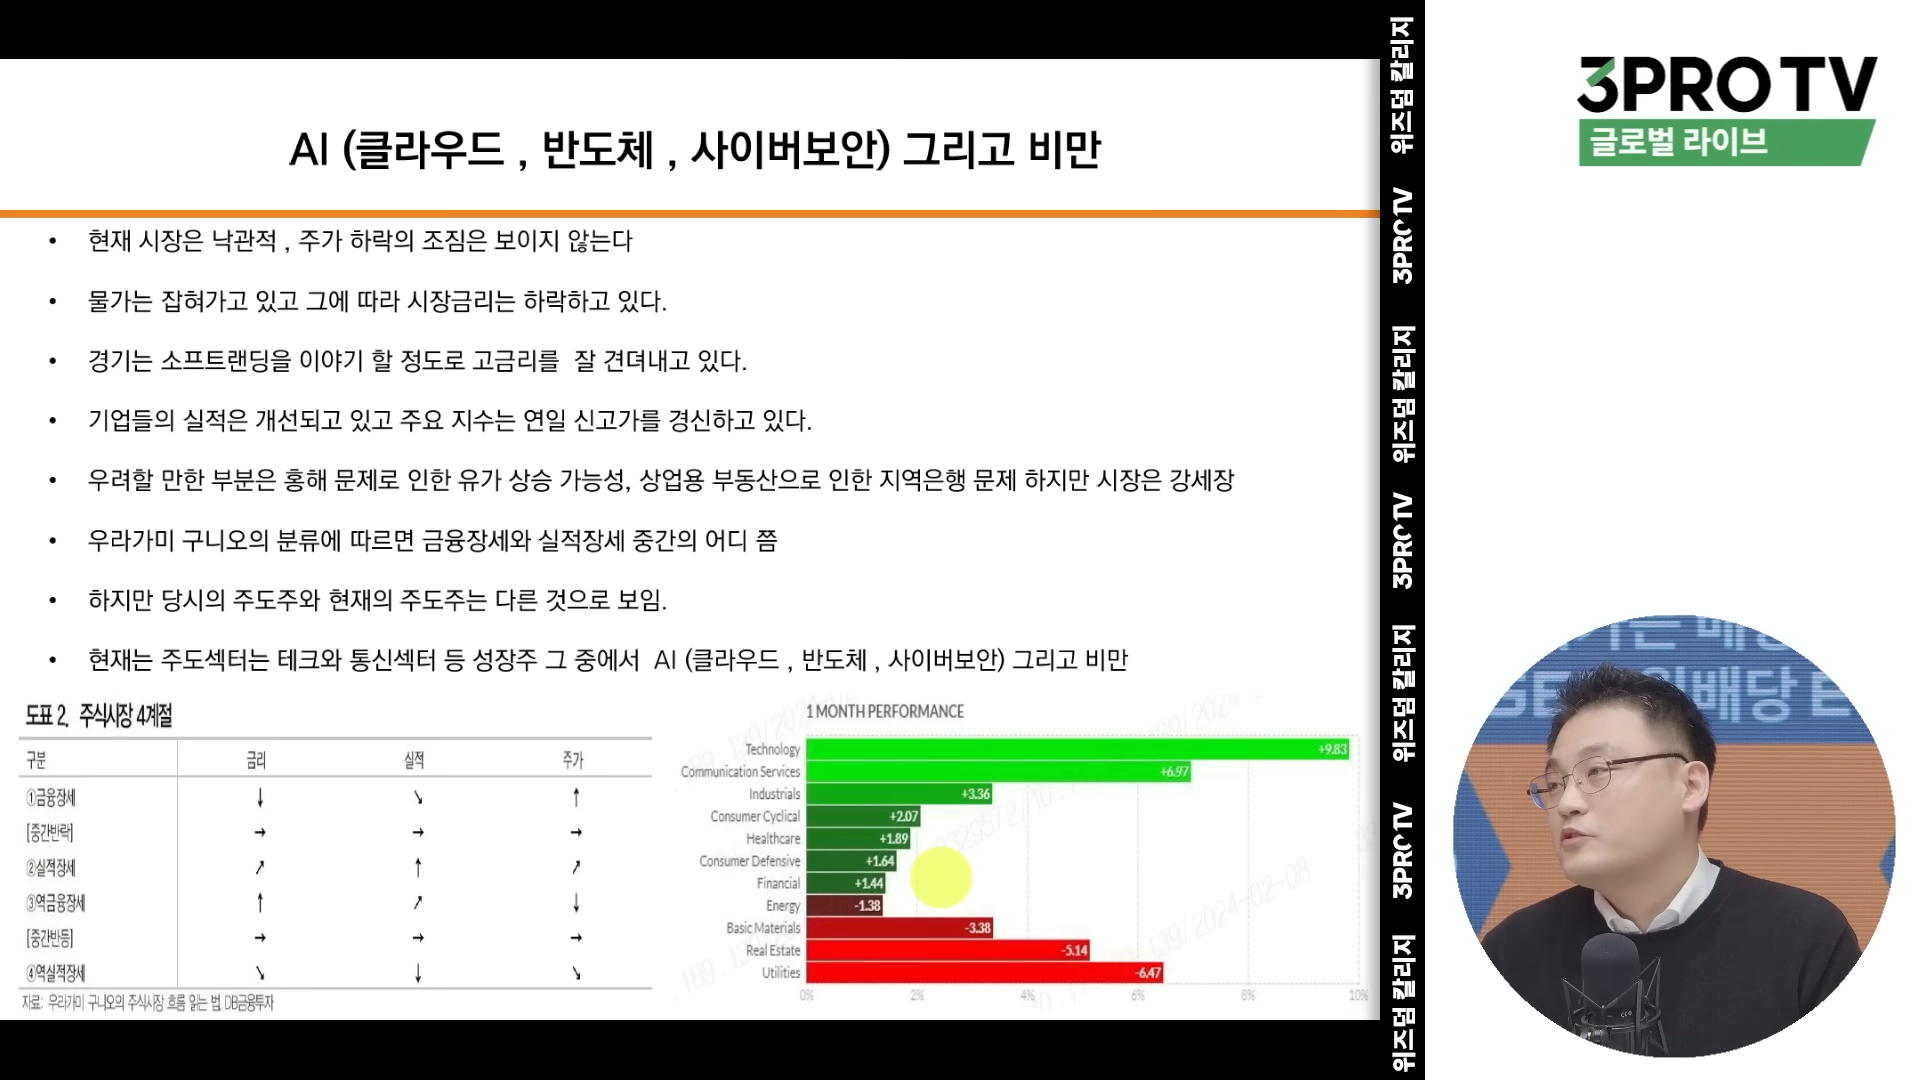 AI (클라우드 , 반도체 , 사이버보안) 그리고 비만
• 현재 시장은 낙관적 , 주가 하락의 조짐은 보이지 않는다
• 물가는 잡혀가고 있고 그에 따라 시장금리는 하락하고 있다.
• 경기는 소프트랜딩을 이야기 할 정도로 고금리를 잘 견뎌내고 있다.
• 기업들의 실적은 개선되고 있고 주요 지수는 연일 신고가를 경신하고 있다.
• 우려할 만한 부분은 홍해 문제로 인한 유가 상승 가능성, 상업용 부동산으로 인한 지역은행 문제 하지만 시장은 강세장
• 우라가미 구니오의 분류에 따르면 금융장세와 실적장세 중간의 어디 쯤
• 하지만 당시의 주도주와 현재의 주도주는 다른 것으로 보임.
• 현재는 주도섹터는 테크와 통신섹터 등 성장주 그 중에서 AI (클라우드 , 반도체 , 사이버보안) 그리고 비만
도표 2. 주식시장 4계절
구분 금리 실적 주가
①금융장세 ↓ ↘ ↑
[중간반락] → → →
②실적장세 ↗ ↑ ↗
③역금융장세 ↑ ↗ ↓
[중간반등] → → →
④역실적장세 ↘ ↓ ↘
자료: 우라가미 구니오의 주식시장 흐름 읽는 법, DB금융투자
1 MONTH PERFORMANCE
Technology +9.83
Communication Services +6.97
Industrials +3.36
Consumer Cyclical +2.07
Healthcare +1.89
Consumer Defensive +1.64
Financial +1.44
Energy -1.38
Basic Materials -3.38
Real Estate -5.14
Utilities -6.47
0% 2% 4% 6% 8% 10%
위즈덤 칼리지
3PROTV
위즈덤 칼리지
3PROTV
위즈덤 칼리지
3PROTV
위즈덤 칼리지
3PRO TV
글로벌 라이브